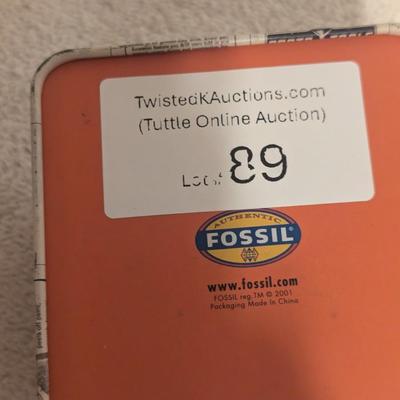 TwistedKAuctions.com
(Tuttle Online Auction)
Lot# 89
AUTHENTIC
FOSSIL
www.fossil.com
FOSSIL reg.TM © 2001
Packaging Made In China